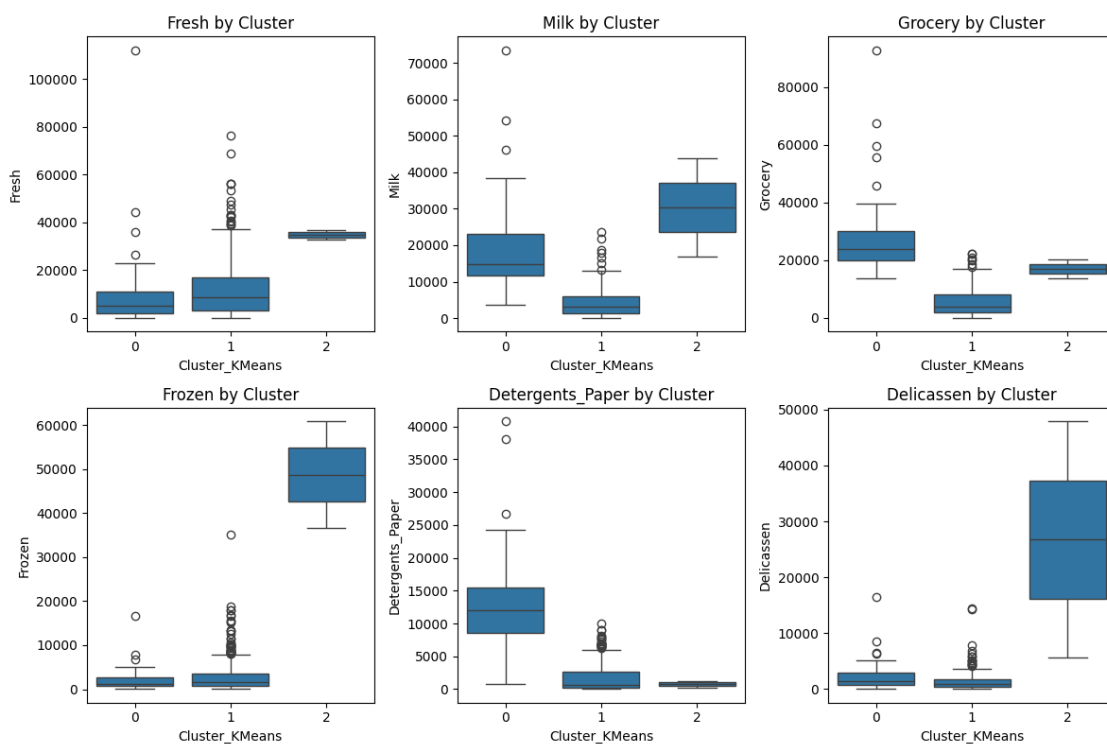 Fresh by Cluster
100000
80000
60000
40000
20000
0
Fresh
0 1 2
Cluster_KMeans
Milk by Cluster
70000
60000
50000
40000
30000
20000
10000
0
Milk
0 1 2
Cluster_KMeans
Grocery by Cluster
80000
60000
40000
20000
0
Grocery
0 1 2
Cluster_KMeans
Frozen by Cluster
60000
50000
40000
30000
20000
10000
0
Frozen
0 1 2
Cluster_KMeans
Detergents_Paper by Cluster
40000
35000
30000
25000
20000
15000
10000
5000
0
Detergents_Paper
0 1 2
Cluster_KMeans
Delicassen by Cluster
50000
40000
30000
20000
10000
0
Delicassen
0 1 2
Cluster_KMeans